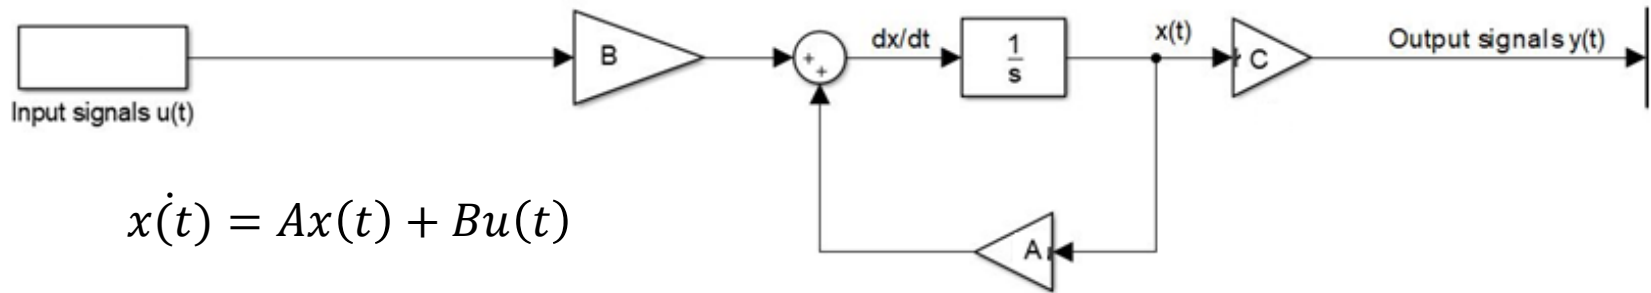 Input signals u(t)
B
+
+
dx/dt
1
s
x(t)
C
Output signals y(t)
A
ẋ(t) = Ax(t) + Bu(t)